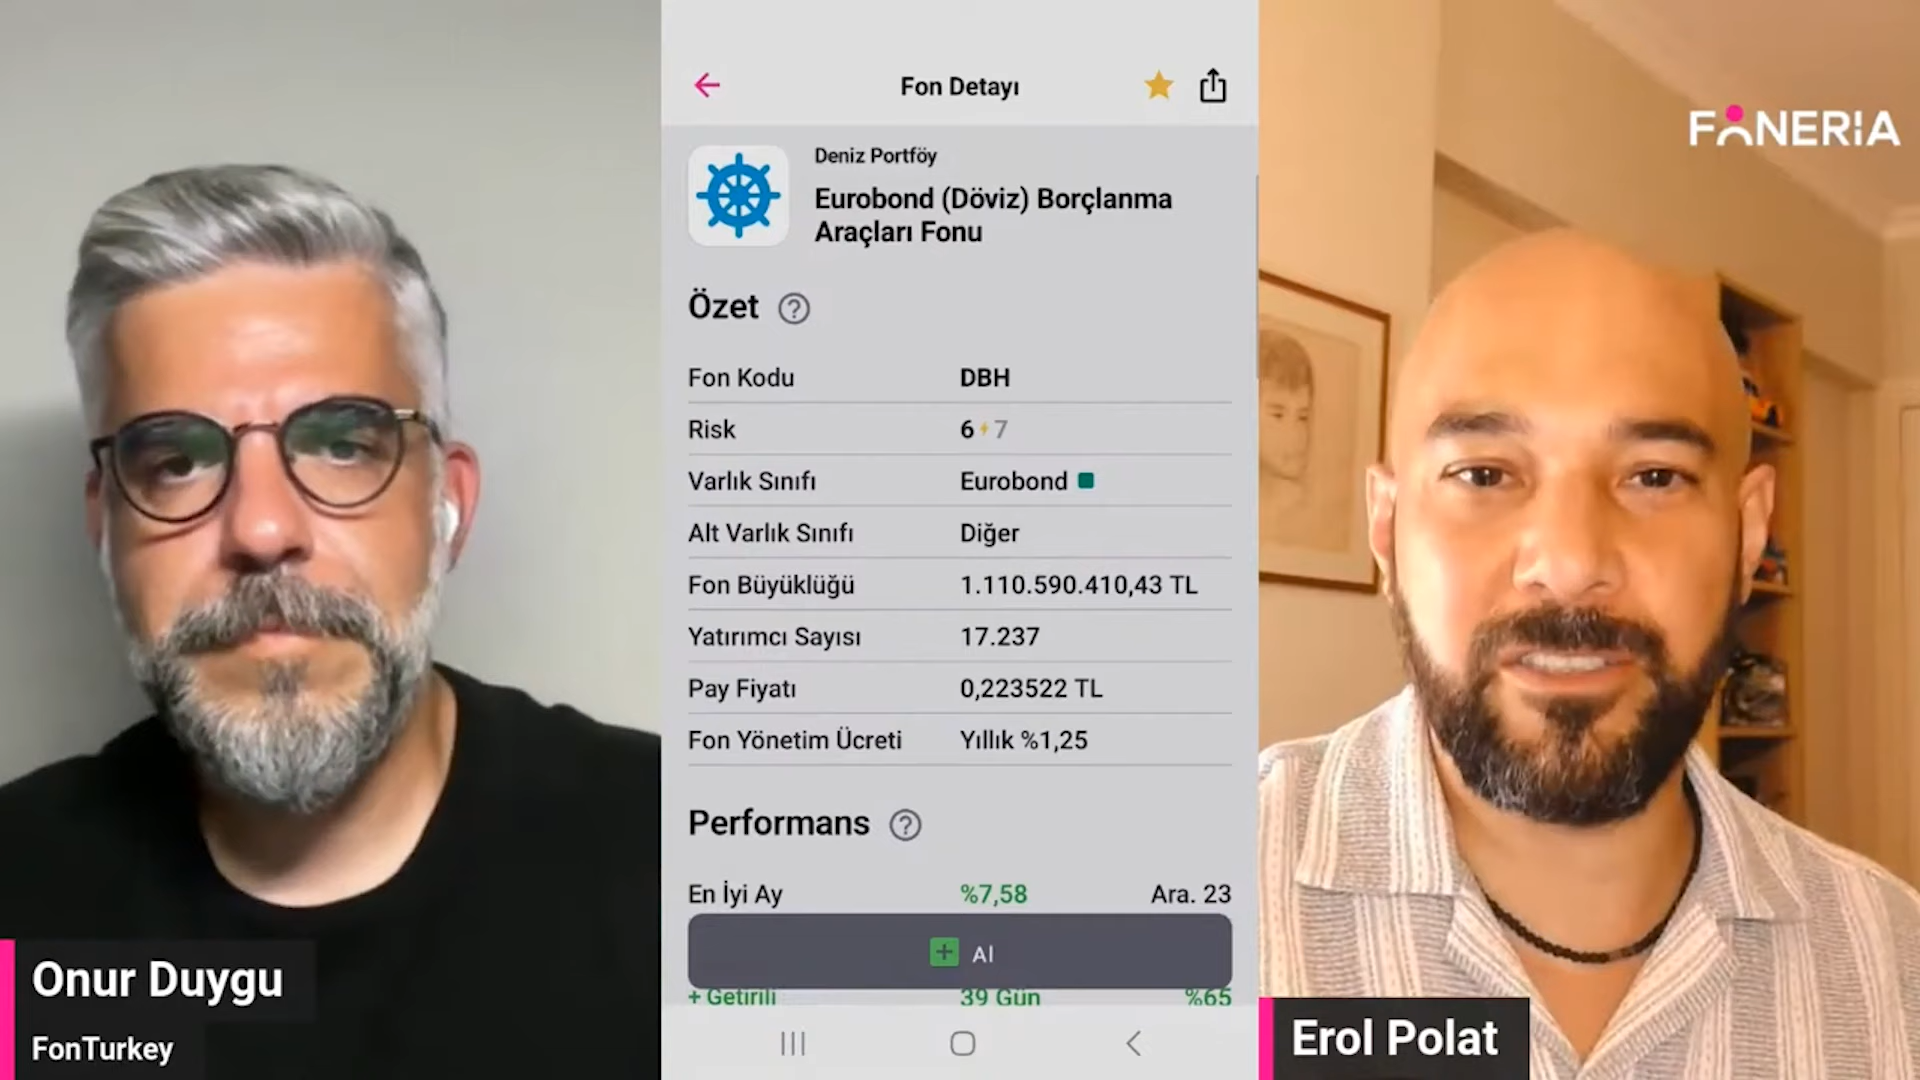 Fon Detayı
FONERIA
Deniz Portföy
Eurobond (Döviz) Borçlanma
Araçları Fonu
Özet ?
Fon Kodu DBH
Risk 6 7
Varlık Sınıfı Eurobond
Alt Varlık Sınıfı Diğer
Fon Büyüklüğü 1.110.590.410,43 TL
Yatırımcı Sayısı 17.237
Pay Fiyatı 0,223522 TL
Fon Yönetim Ücreti Yıllık %1,25
Performans ?
En İyi Ay %7,58 Ara. 23
+ Al
+ Getirili 39 Gün %65
Onur Duygu
FonTurkey
Erol Polat